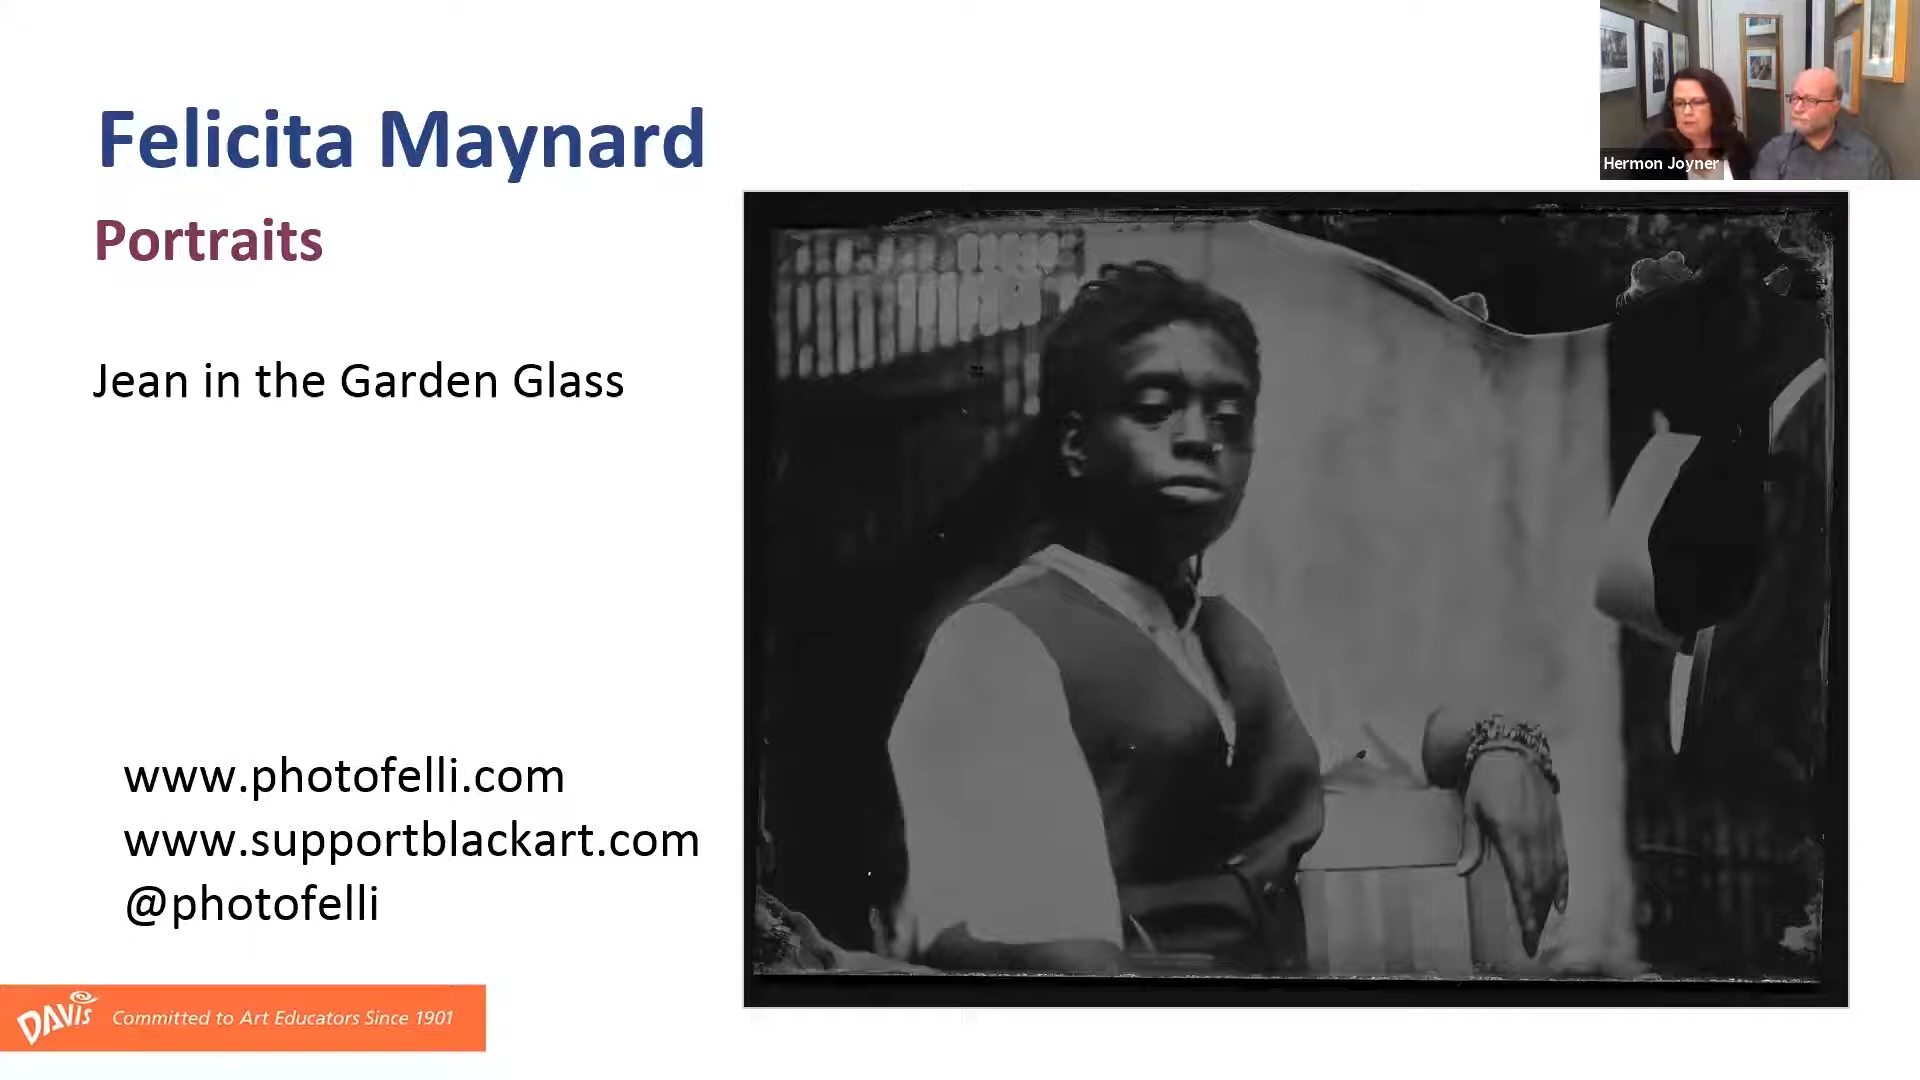 Felicita Maynard
Portraits
Jean in the Garden Glass
www.photofelli.com
www.supportblackart.com
@photofelli
DAVIS
Committed to Art Educators Since 1901
Hermon Joyner